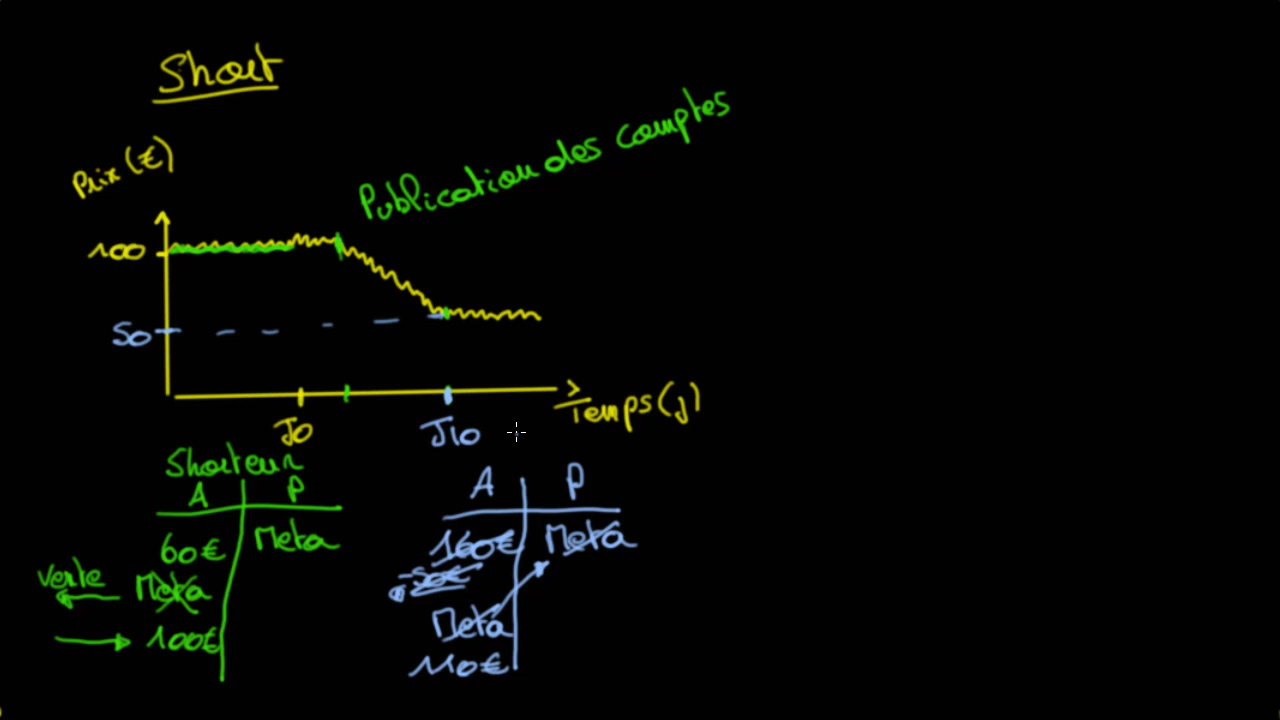 Short
Prix (€)
Publication des comptes
100
50
Temps (j)
J0
J10
Shorteur
A P
60€ Meta
vente Meta
100€
A P
160€ Meta
-50€
Meta
110€